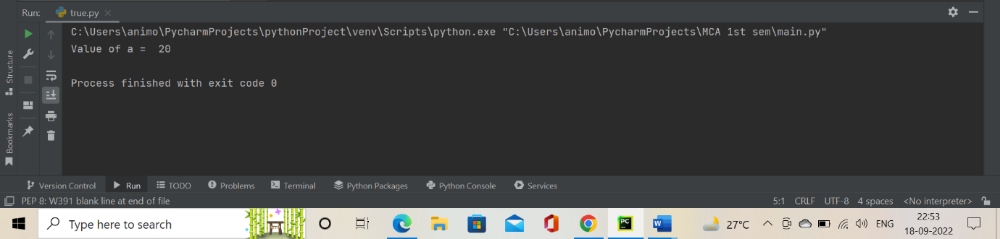 Run: true.py
C:\Users\animo\PycharmProjects\pythonProject\venv\Scripts\python.exe "C:\Users\animo\PycharmProjects\MCA 1st sem\main.py"
Value of a =  20
Process finished with exit code 0
Structure
Bookmarks
Version Control Run TODO Problems Terminal Python Packages Python Console Services
PEP 8: W391 blank line at end of file 5:1 CRLF UTF-8 4 spaces <No interpreter>
Type here to search PC W 27°C ENG 22:53
18-09-2022